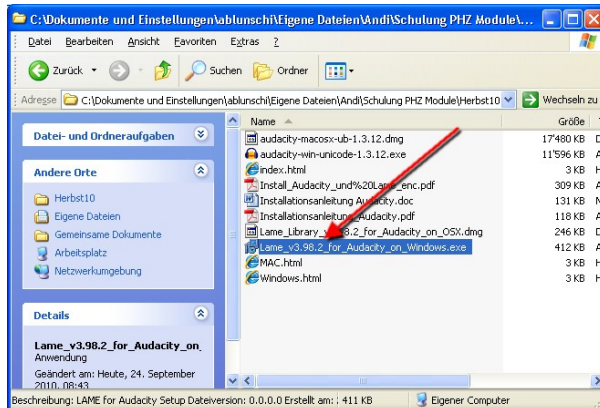 C:\Dokumente und Einstellungen\ablunschi\Eigene Dateien\Andi\Schulung PHZ Module\...
Datei Bearbeiten Ansicht Favoriten Extras ?
Zurück Suchen Ordner
Adresse C:\Dokumente und Einstellungen\ablunschi\Eigene Dateien\Andi\Schulung PHZ Module\Herbst10 Wechseln zu
Name Größe
Datei- und Ordneraufgaben
audacity-macosx-ub-1.3.12.dmg 17'480 KB
audacity-win-unicode-1.3.12.exe 11'596 KB
index.html 3 KB
Install_Audacity_und%20Lame_enc.pdf 309 KB
Installationsanleitung Audacity.doc 131 KB
Installationsanleitung_Audacity.pdf 118 KB
Lame_Library_v3.98.2_for_Audacity_on_OSX.dmg 246 KB
Lame_v3.98.2_for_Audacity_on_Windows.exe 412 KB
MAC.html 3 KB
Windows.html 3 KB
Andere Orte
Herbst10
Eigene Dateien
Gemeinsame Dokumente
Arbeitsplatz
Netzwerkumgebung
Details
Lame_v3.98.2_for_Audacity_on_
Anwendung
Geändert am: Heute, 24. September
2010, 08:43
Beschreibung: LAME for Audacity Setup Dateiversion: 0.0.0.0 Erstellt am: 411 KB Eigener Computer